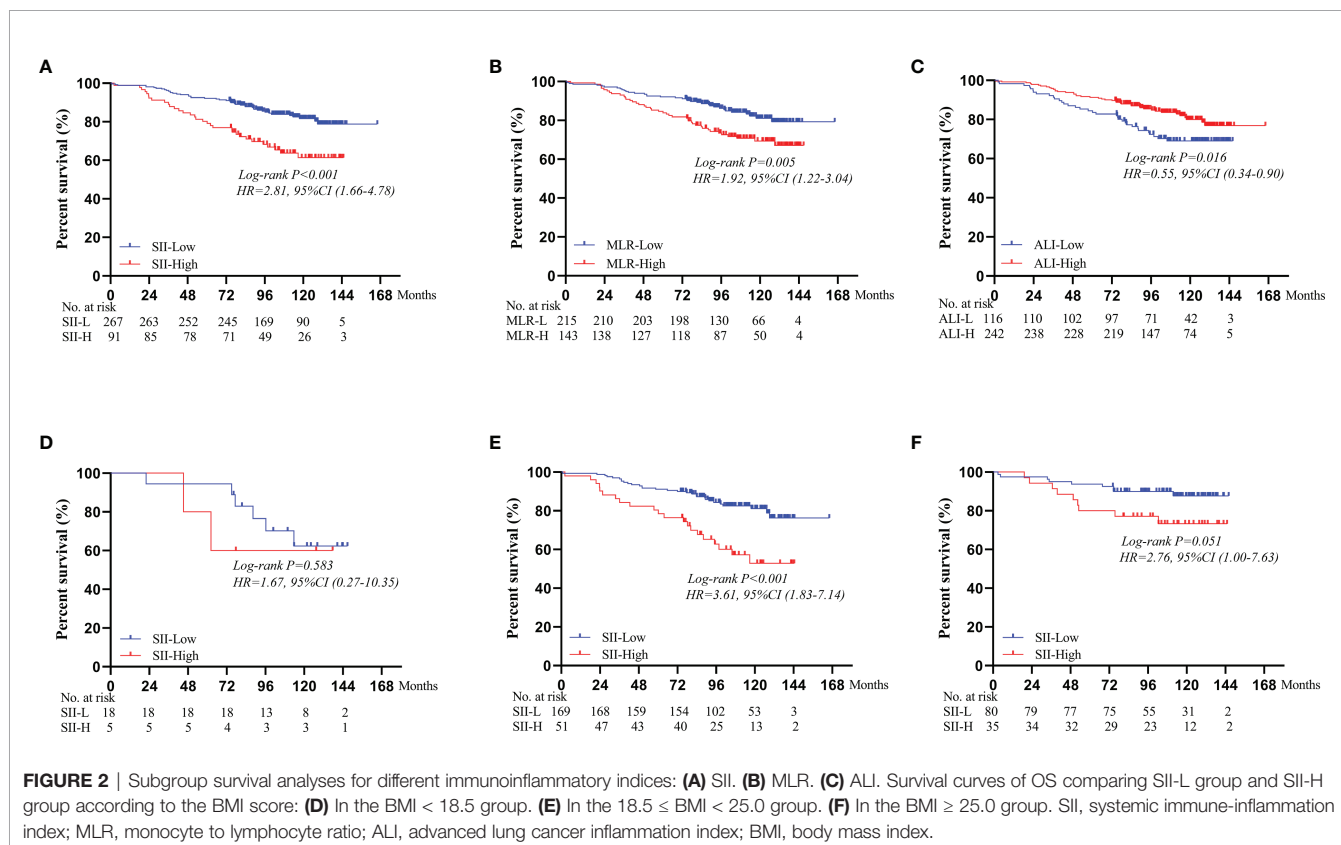 A
Percent survival (%)
100
80
60
40
20
0
Log-rank P<0.001
HR=2.81, 95%CI (1.66-4.78)
SII-Low
SII-High
0 24 48 72 96 120 144 168 Months
No. at risk
SII-L 267 263 252 245 169 90 5
SII-H 91 85 78 71 49 26 3
B
Percent survival (%)
100
80
60
40
20
0
Log-rank P=0.005
HR=1.92, 95%CI (1.22-3.04)
MLR-Low
MLR-High
0 24 48 72 96 120 144 168 Months
No. at risk
MLR-L 215 210 203 198 130 66 4
MLR-H 143 138 127 118 87 50 4
C
Percent survival (%)
100
80
60
40
20
0
Log-rank P=0.016
HR=0.55, 95%CI (0.34-0.90)
ALI-Low
ALI-High
0 24 48 72 96 120 144 168 Months
No. at risk
ALI-L 116 110 102 97 71 42 3
ALI-H 242 238 228 219 147 74 5
D
Percent survival (%)
100
80
60
40
20
0
Log-rank P=0.583
HR=1.67, 95%CI (0.27-10.35)
SII-Low
SII-High
0 24 48 72 96 120 144 168 Months
No. at risk
SII-L 18 18 18 18 13 8 2
SII-H 5 5 5 4 3 3 1
E
Percent survival (%)
100
80
60
40
20
0
Log-rank P<0.001
HR=3.61, 95%CI (1.83-7.14)
SII-Low
SII-High
0 24 48 72 96 120 144 168 Months
No. at risk
SII-L 169 168 159 154 102 53 3
SII-H 51 47 43 40 25 13 2
F
Percent survival (%)
100
80
60
40
20
0
Log-rank P=0.051
HR=2.76, 95%CI (1.00-7.63)
SII-Low
SII-High
0 24 48 72 96 120 144 168 Months
No. at risk
SII-L 80 79 77 75 55 31 2
SII-H 35 34 32 29 23 12 2
FIGURE 2 | Subgroup survival analyses for different immunoinflammatory indices: (A) SII. (B) MLR. (C) ALI. Survival curves of OS comparing SII-L group and SII-H
group according to the BMI score: (D) In the BMI < 18.5 group. (E) In the 18.5 ≤ BMI < 25.0 group. (F) In the BMI ≥ 25.0 group. SII, systemic immune-inflammation
index; MLR, monocyte to lymphocyte ratio; ALI, advanced lung cancer inflammation index; BMI, body mass index.